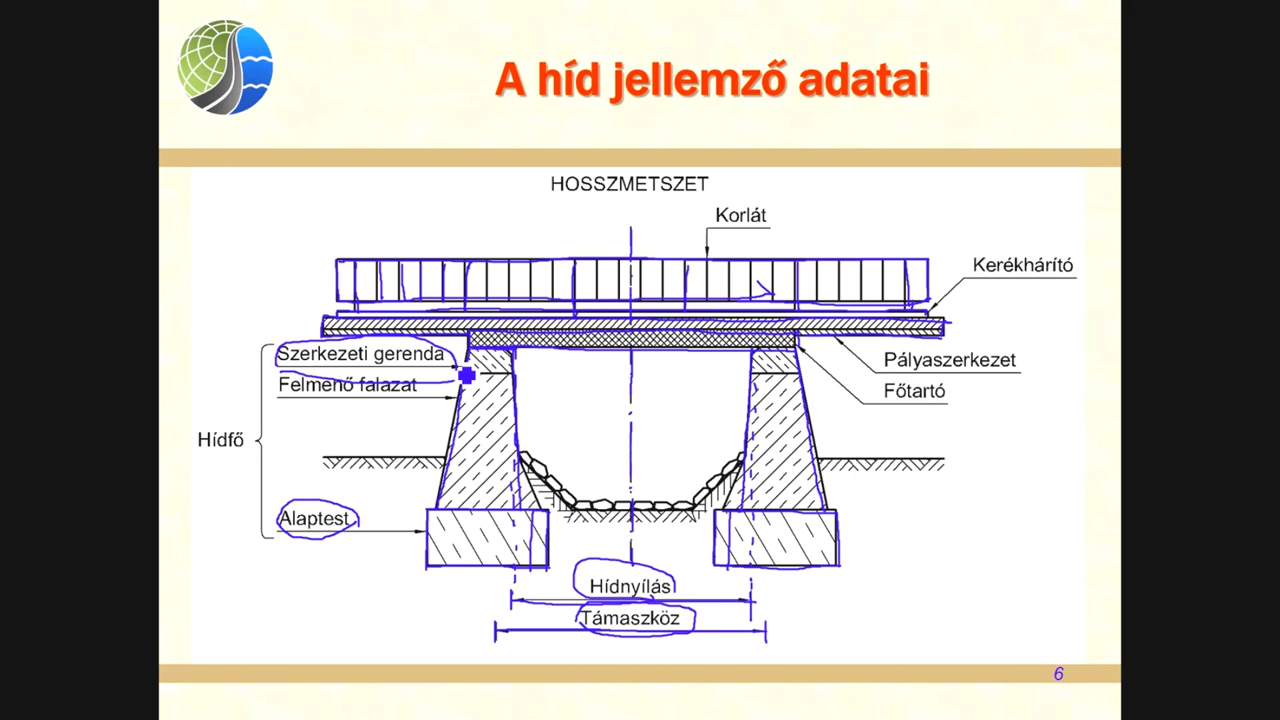 A híd jellemző adatai
HOSSZMETSZET
Korlát
Kerékhárító
Szerkezeti gerenda
Pályaszerkezet
Felmenő falazat
Főtartó
Hídfő
Alaptest
Hídnyílás
Támaszköz
6